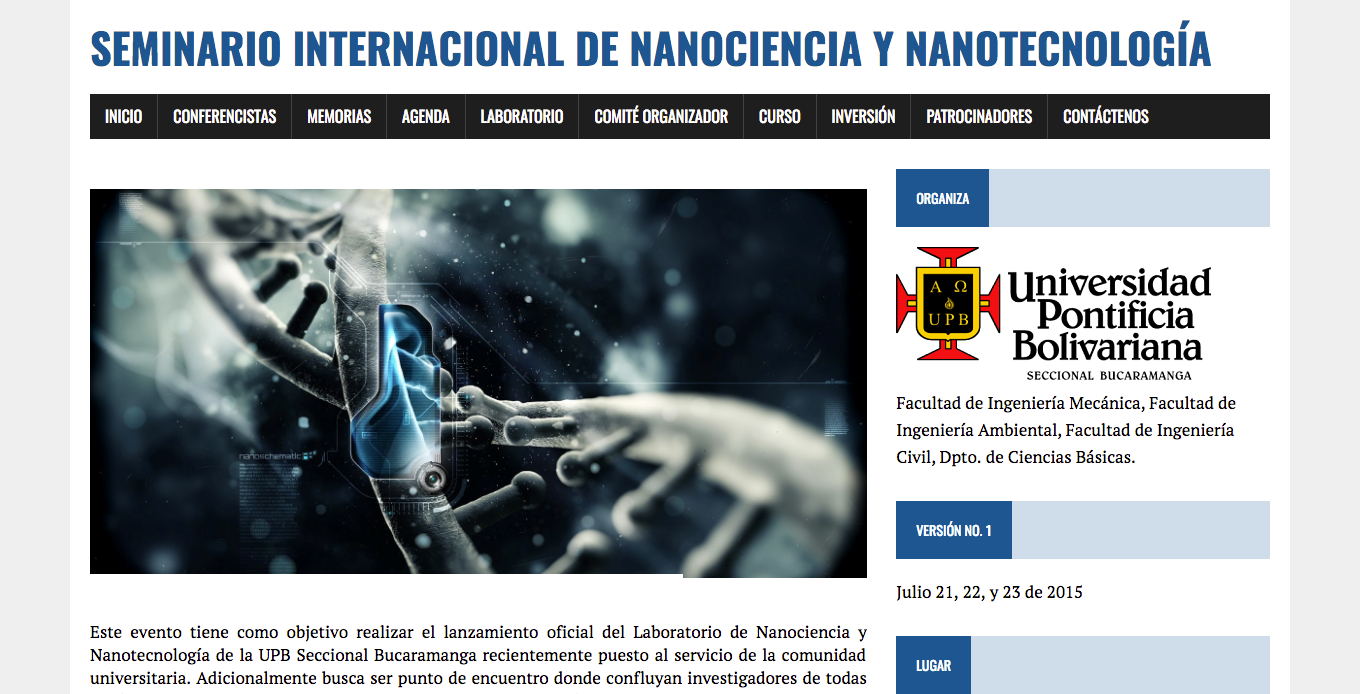 SEMINARIO INTERNACIONAL DE NANOCIENCIA Y NANOTECNOLOGÍA
INICIO CONFERENCISTAS MEMORIAS AGENDA LABORATORIO COMITÉ ORGANIZADOR CURSO INVERSIÓN PATROCINADORES CONTÁCTENOS
nanoschematic
Este evento tiene como objetivo realizar el lanzamiento oficial del Laboratorio de Nanociencia y
Nanotecnología de la UPB Seccional Bucaramanga recientemente puesto al servicio de la comunidad
universitaria. Adicionalmente busca ser punto de encuentro donde confluyan investigadores de todas
ORGANIZA
Α Ω
UPB
Universidad
Pontificia
Bolivariana
SECCIONAL BUCARAMANGA
Facultad de Ingeniería Mecánica, Facultad de
Ingeniería Ambiental, Facultad de Ingeniería
Civil, Dpto. de Ciencias Básicas.
VERSIÓN NO. 1
Julio 21, 22, y 23 de 2015
LUGAR